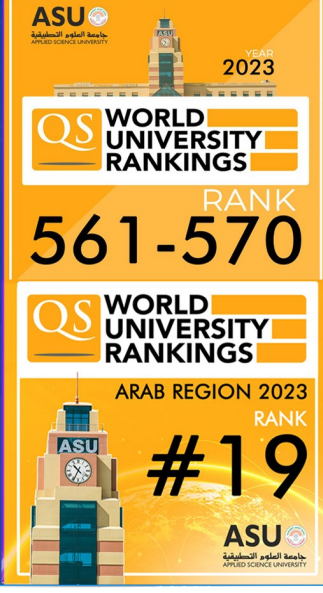 ASU
جامعة العلوم التطبيقية
APPLIED SCIENCE UNIVERSITY
ASU
YEAR
2023
QS
WORLD
UNIVERSITY
RANKINGS
RANK
561-570
QS
WORLD
UNIVERSITY
RANKINGS
ARAB REGION 2023
RANK
#19
ASU
ASU
جامعة العلوم التطبيقية
APPLIED SCIENCE UNIVERSITY